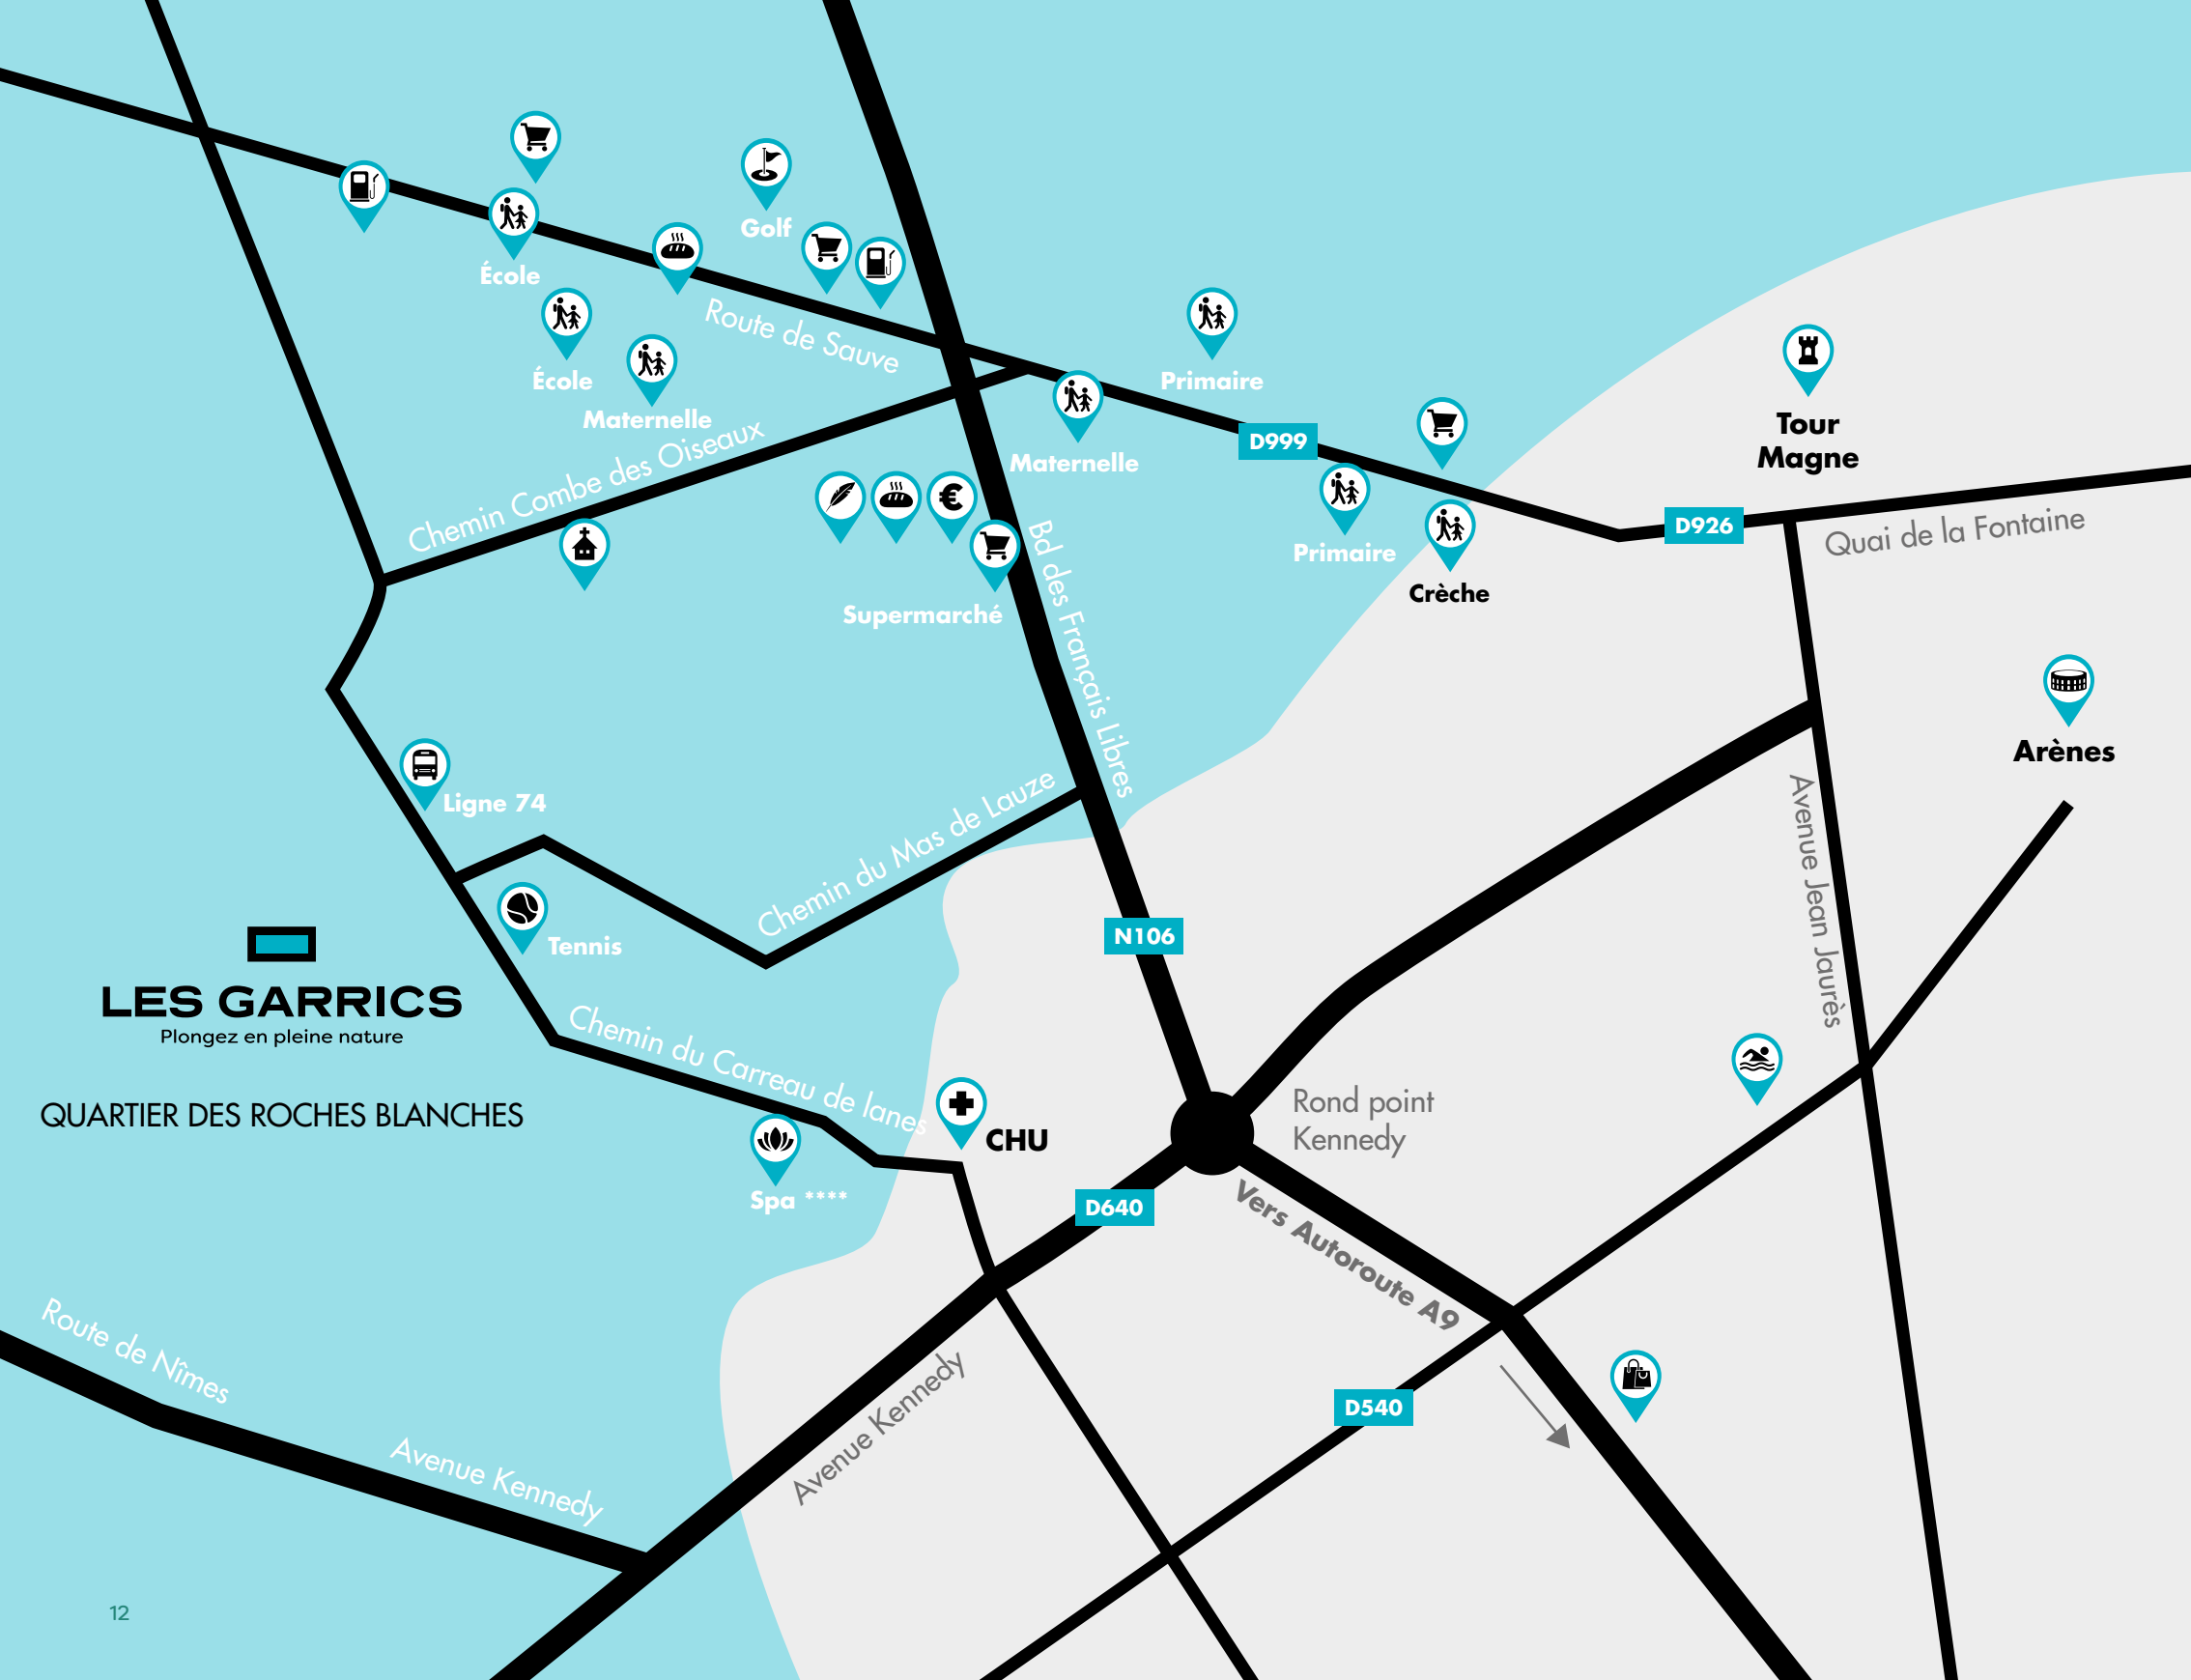 Golf
École
Route de Sauve
École
Primaire
Maternelle
Tour
Magne
Chemin Combe des Oiseaux
D999
Maternelle
€
D926
Quai de la Fontaine
Primaire
Crèche
Supermarché
Bd des Français Libres
Arènes
Ligne 74
Chemin du Mas de Lauze
Avenue Jean Jaurès
N106
Tennis
LES GARRICS
Plongez en pleine nature
QUARTIER DES ROCHES BLANCHES
Chemin du Carreau de lanes
CHU
Rond point
Kennedy
Spa ****
D640
Vers Autoroute A9
Route de Nîmes
Avenue Kennedy
D540
Avenue Kennedy
12